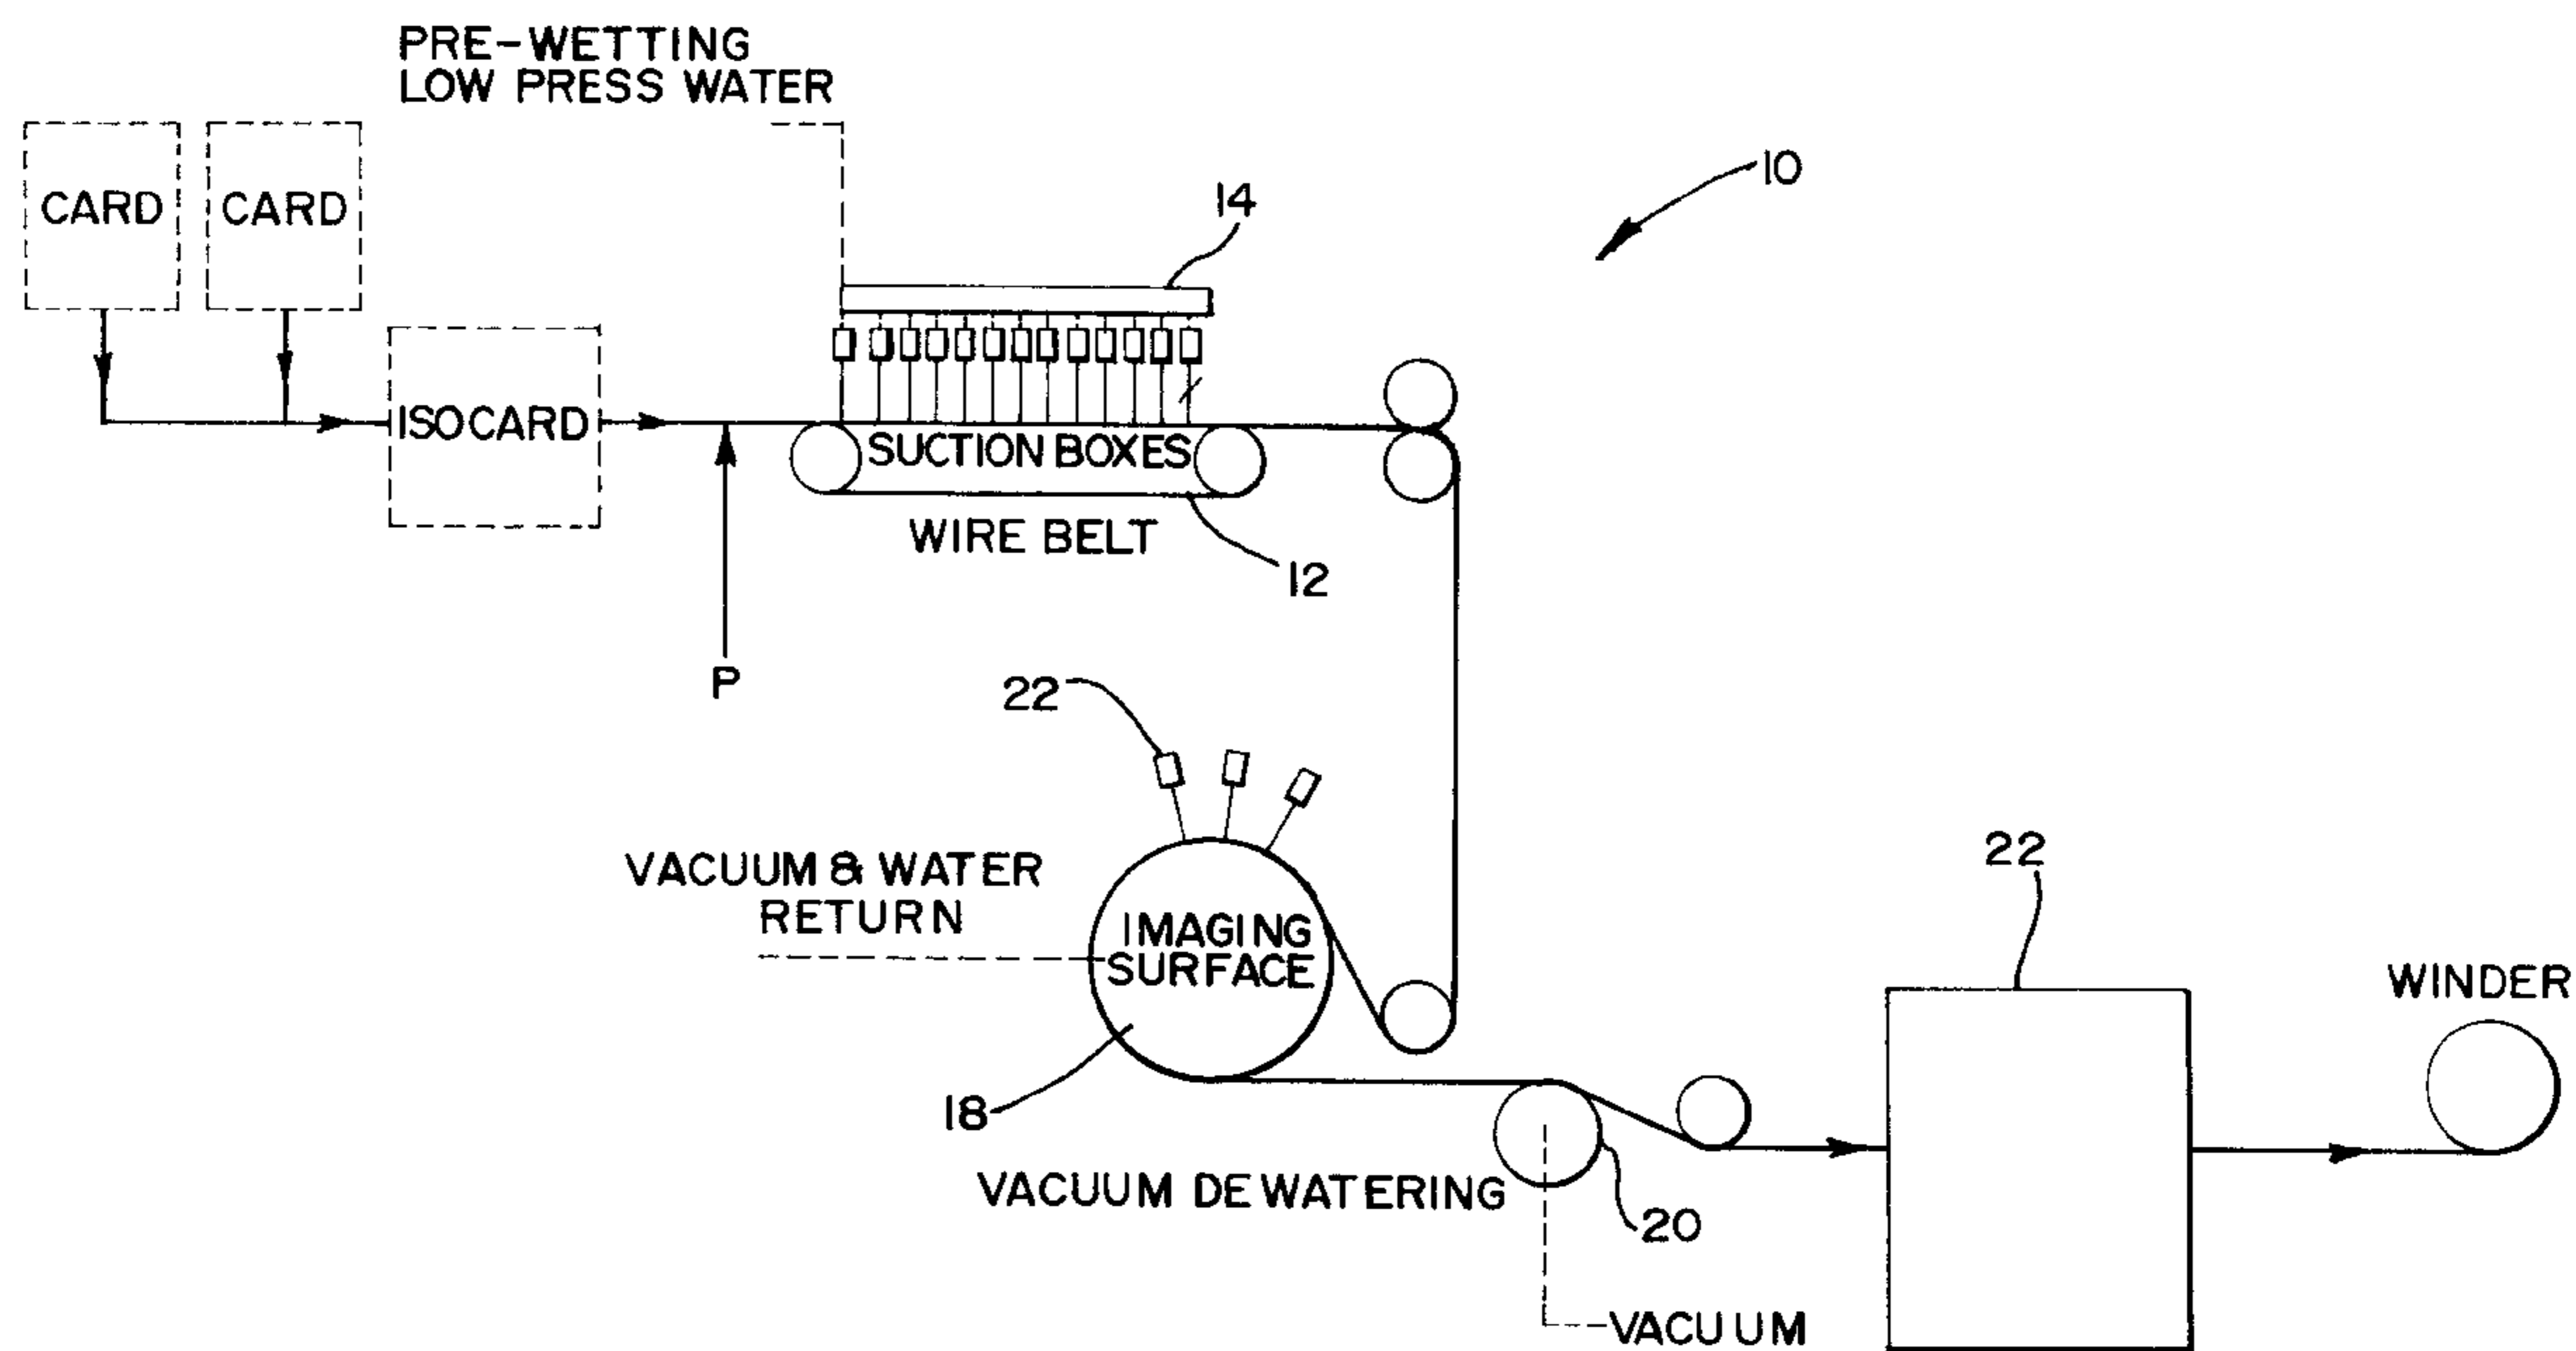 PRE-WETTING
LOW PRESS WATER
CARD
CARD
14
10
ISOCARD
SUCTION BOXES
WIRE BELT
12
P
22
VACUUM & WATER
RETURN
IMAGING
SURFACE
18
22
WINDER
VACUUM DEWATERING
20
VACUUM